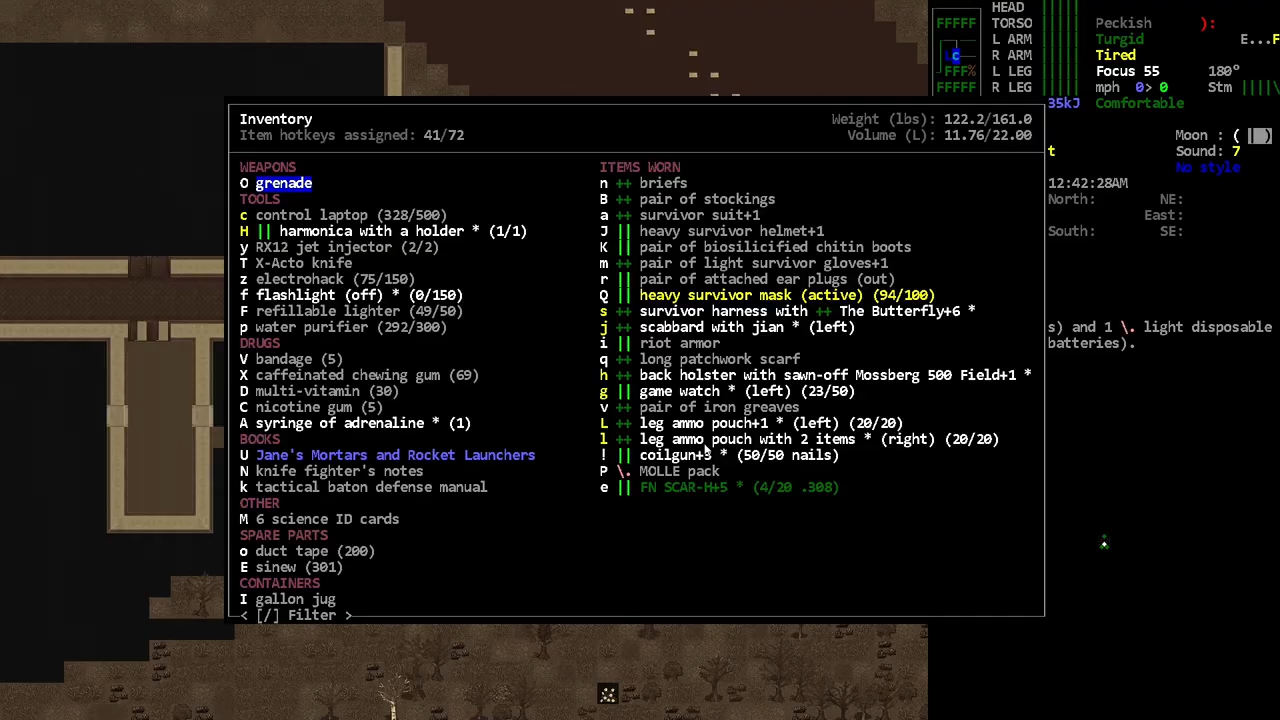 HEAD
FFFFF TORSO ||||| Peckish ):
L ARM ||||| Turgid E...F
c R ARM ||||| Tired
FFF% L LEG ||||| Focus 55 180°
FFFFF R LEG ||||| mph 0> 0 Stm ||||\
35kJ Comfortable
Inventory Weight (lbs): 122.2/161.0
Item hotkeys assigned: 41/72 Volume (L): 11.76/22.00
Moon : ( | )
t Sound: 7
No style
12:42:28AM
North: NE:
East:
South: SE:
s) and 1 \. light disposable
batteries).
WEAPONS
O grenade
TOOLS
c control laptop (328/500)
H || harmonica with a holder * (1/1)
y RX12 jet injector (2/2)
T X-Acto knife
z electrohack (75/150)
f flashlight (off) * (0/150)
F refillable lighter (49/50)
p water purifier (292/300)
DRUGS
V bandage (5)
X caffeinated chewing gum (69)
D multi-vitamin (30)
C nicotine gum (5)
A syringe of adrenaline * (1)
BOOKS
U Jane's Mortars and Rocket Launchers
N knife fighter's notes
k tactical baton defense manual
OTHER
M 6 science ID cards
SPARE PARTS
o duct tape (200)
E sinew (301)
CONTAINERS
I gallon jug
< [/] Filter >
ITEMS WORN
n ++ briefs
B ++ pair of stockings
a ++ survivor suit+1
J || heavy survivor helmet+1
K || pair of biosilicified chitin boots
m ++ pair of light survivor gloves+1
r || pair of attached ear plugs (out)
Q || heavy survivor mask (active) (94/100)
s ++ survivor harness with ++ The Butterfly+6 *
j ++ scabbard with jian * (left)
i || riot armor
q ++ long patchwork scarf
h ++ back holster with sawn-off Mossberg 500 Field+1 *
g || game watch * (left) (23/50)
v ++ pair of iron greaves
L ++ leg ammo pouch+1 * (left) (20/20)
l ++ leg ammo pouch with 2 items * (right) (20/20)
! || coilgun+3 * (50/50 nails)
P \. MOLLE pack
e || FN SCAR-H+5 * (4/20 .308)